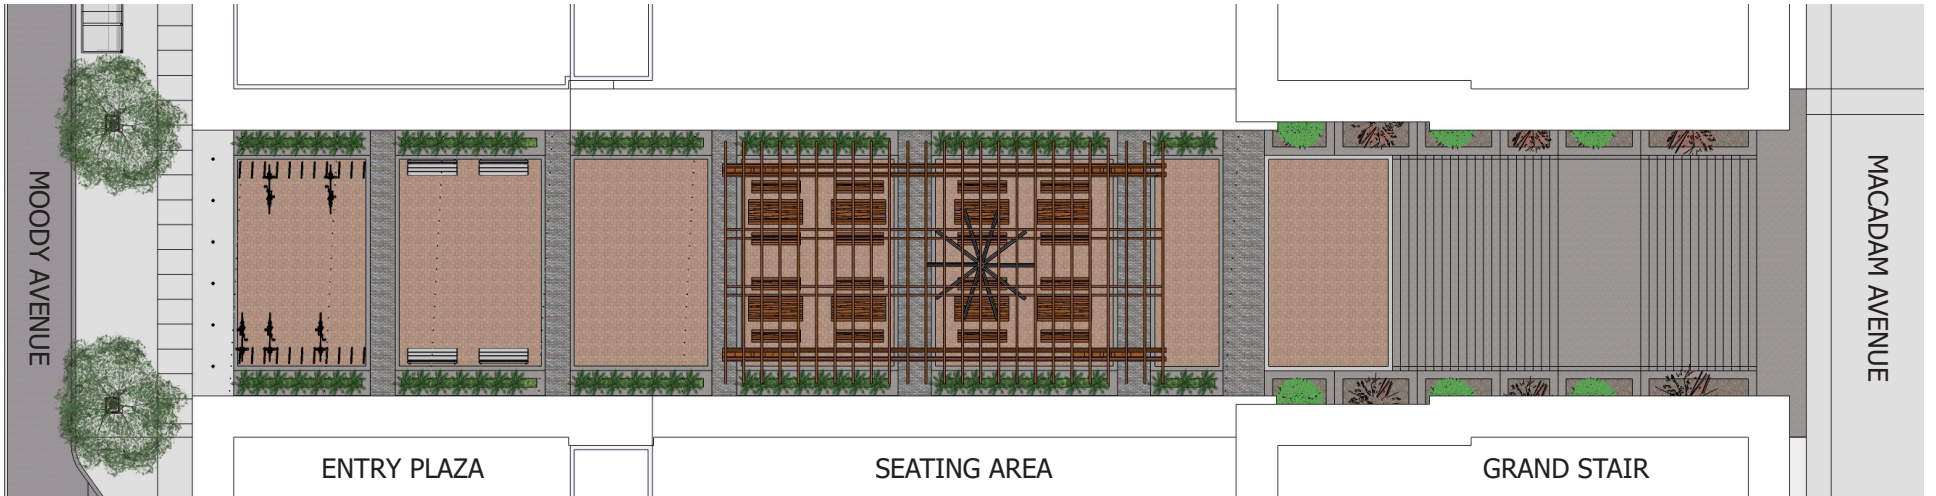 MOODY AVENUE
ENTRY PLAZA
SEATING AREA
GRAND STAIR
MACADAM AVENUE